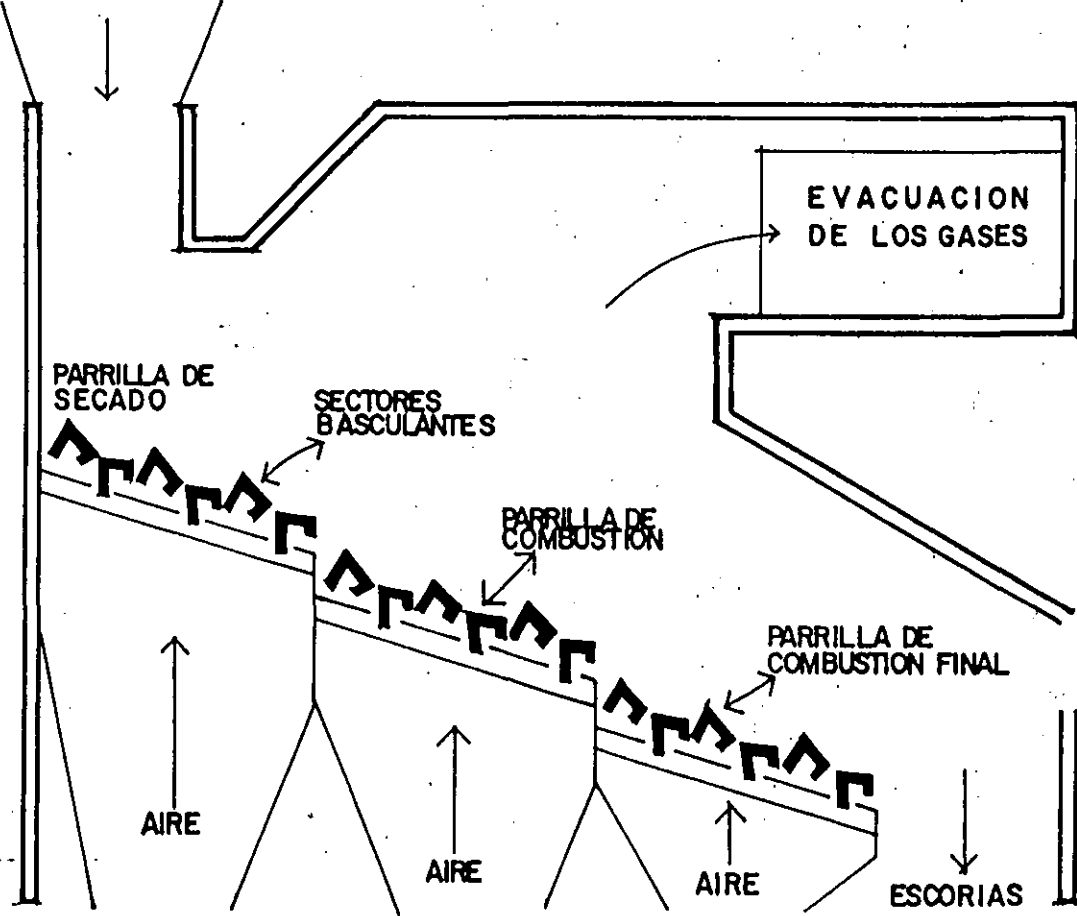 EVACUACION
DE LOS GASES
PARRILLA DE
SECADO
SECTORES
BASCULANTES
PARRILLA DE
COMBUSTION
PARRILLA DE
COMBUSTION FINAL
AIRE
AIRE
AIRE
ESCORIAS